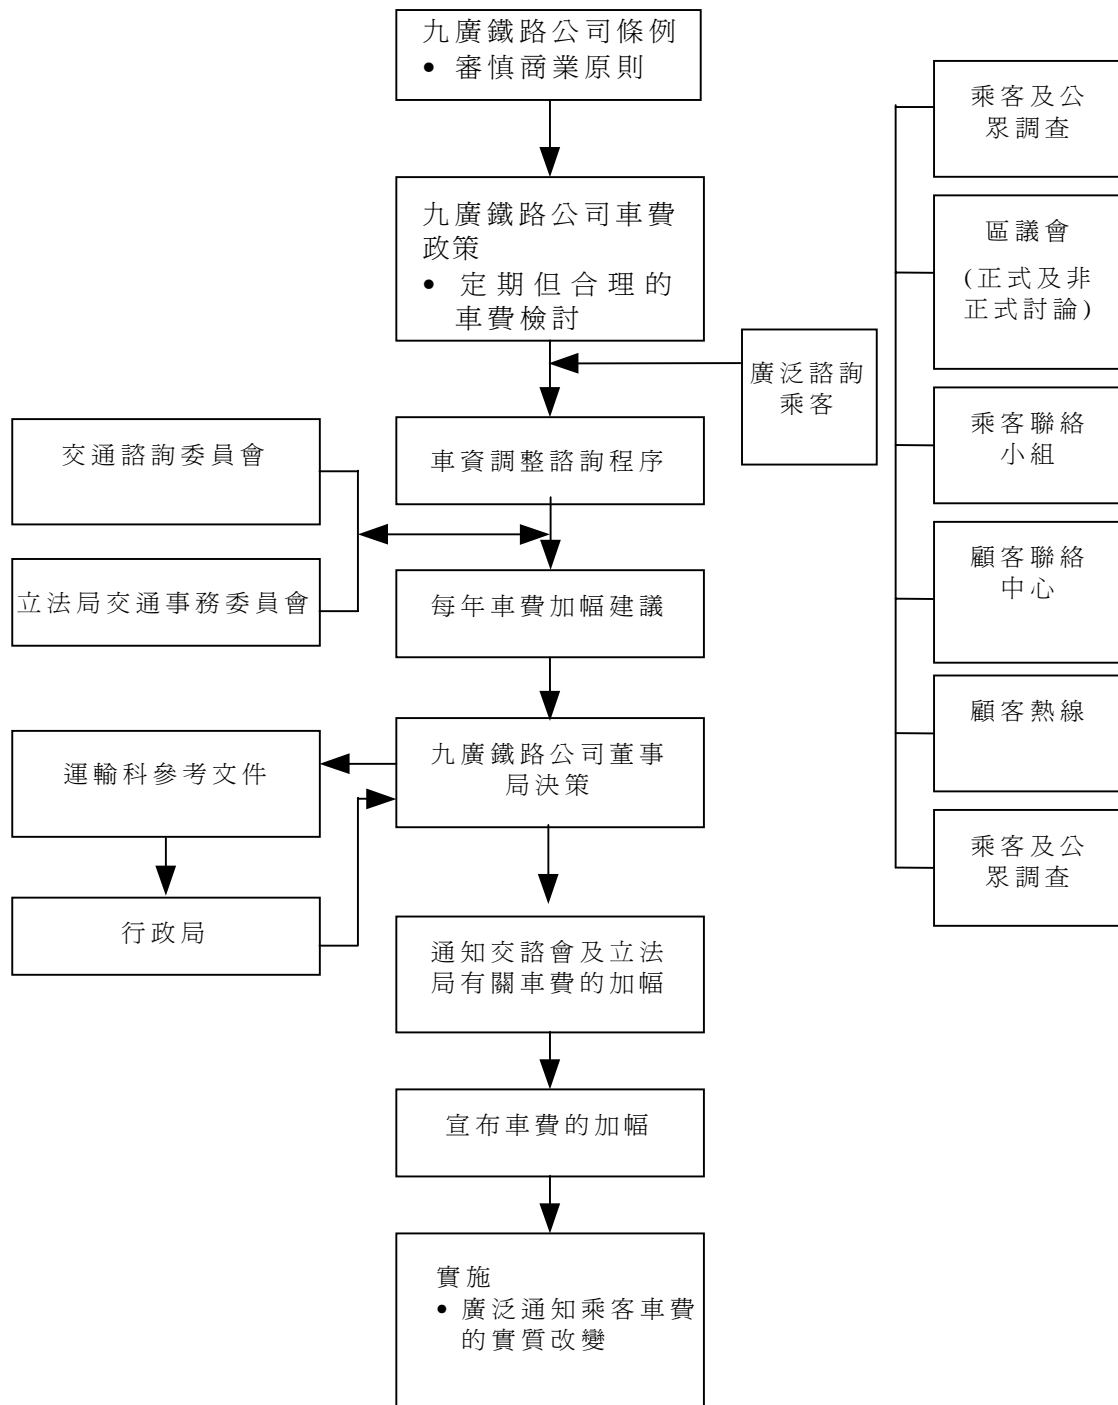 九廣鐵路公司條例
• 審慎商業原則
九廣鐵路公司車費
政策
• 定期但合理的
車費檢討
廣泛諮詢
乘客
乘客及公
眾調查
區議會
(正式及非
正式討論)
乘客聯絡
小組
顧客聯絡
中心
顧客熱線
乘客及公
眾調查
車資調整諮詢程序
交通諮詢委員會
立法局交通事務委員會
每年車費加幅建議
九廣鐵路公司董事
局決策
運輸科參考文件
行政局
通知交諮會及立法
局有關車費的加幅
宣布車費的加幅
實施
• 廣泛通知乘客車費
的實質改變